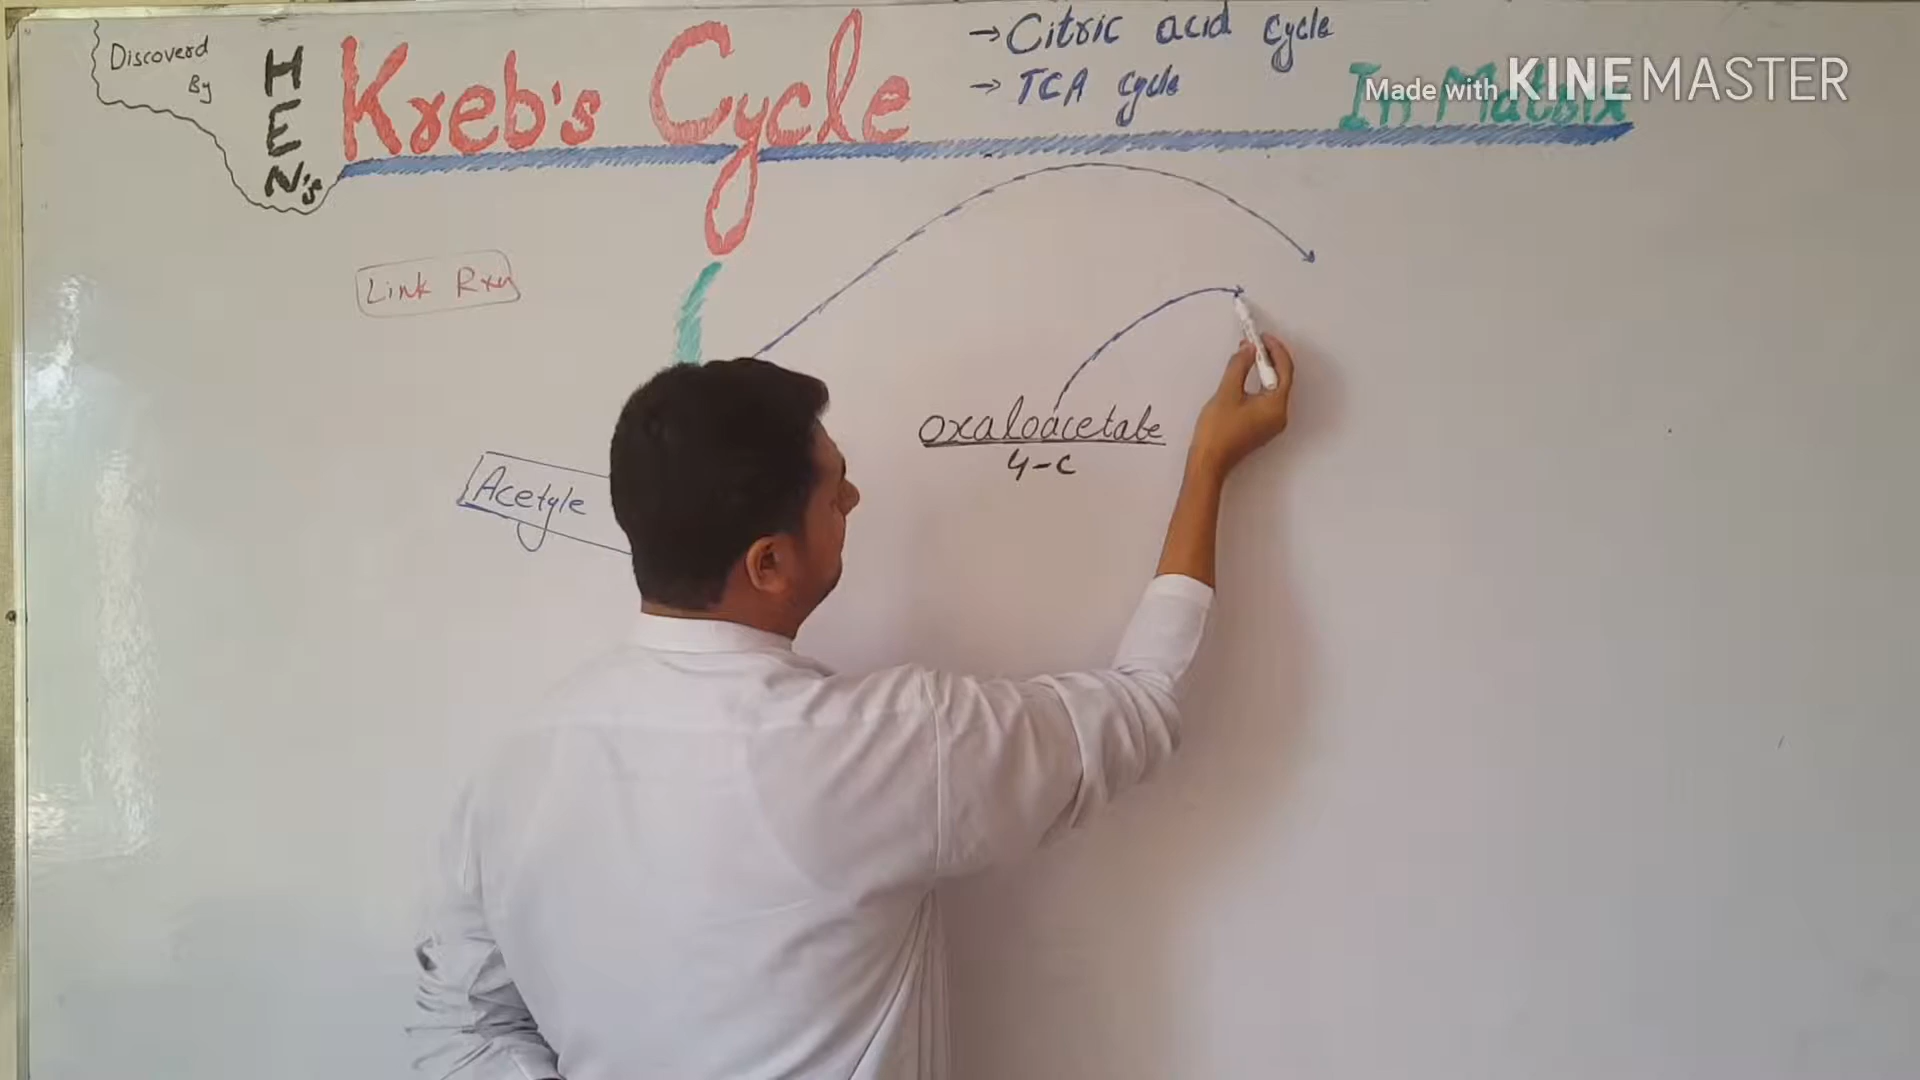 Discoverd
By
HEN's
Kreb's Cycle
→ Citric acid cycle
→ TCA cycle
In Matrix
Made with KINEMASTER
Link Rxn
oxaloacetate
4-C
Acetyle